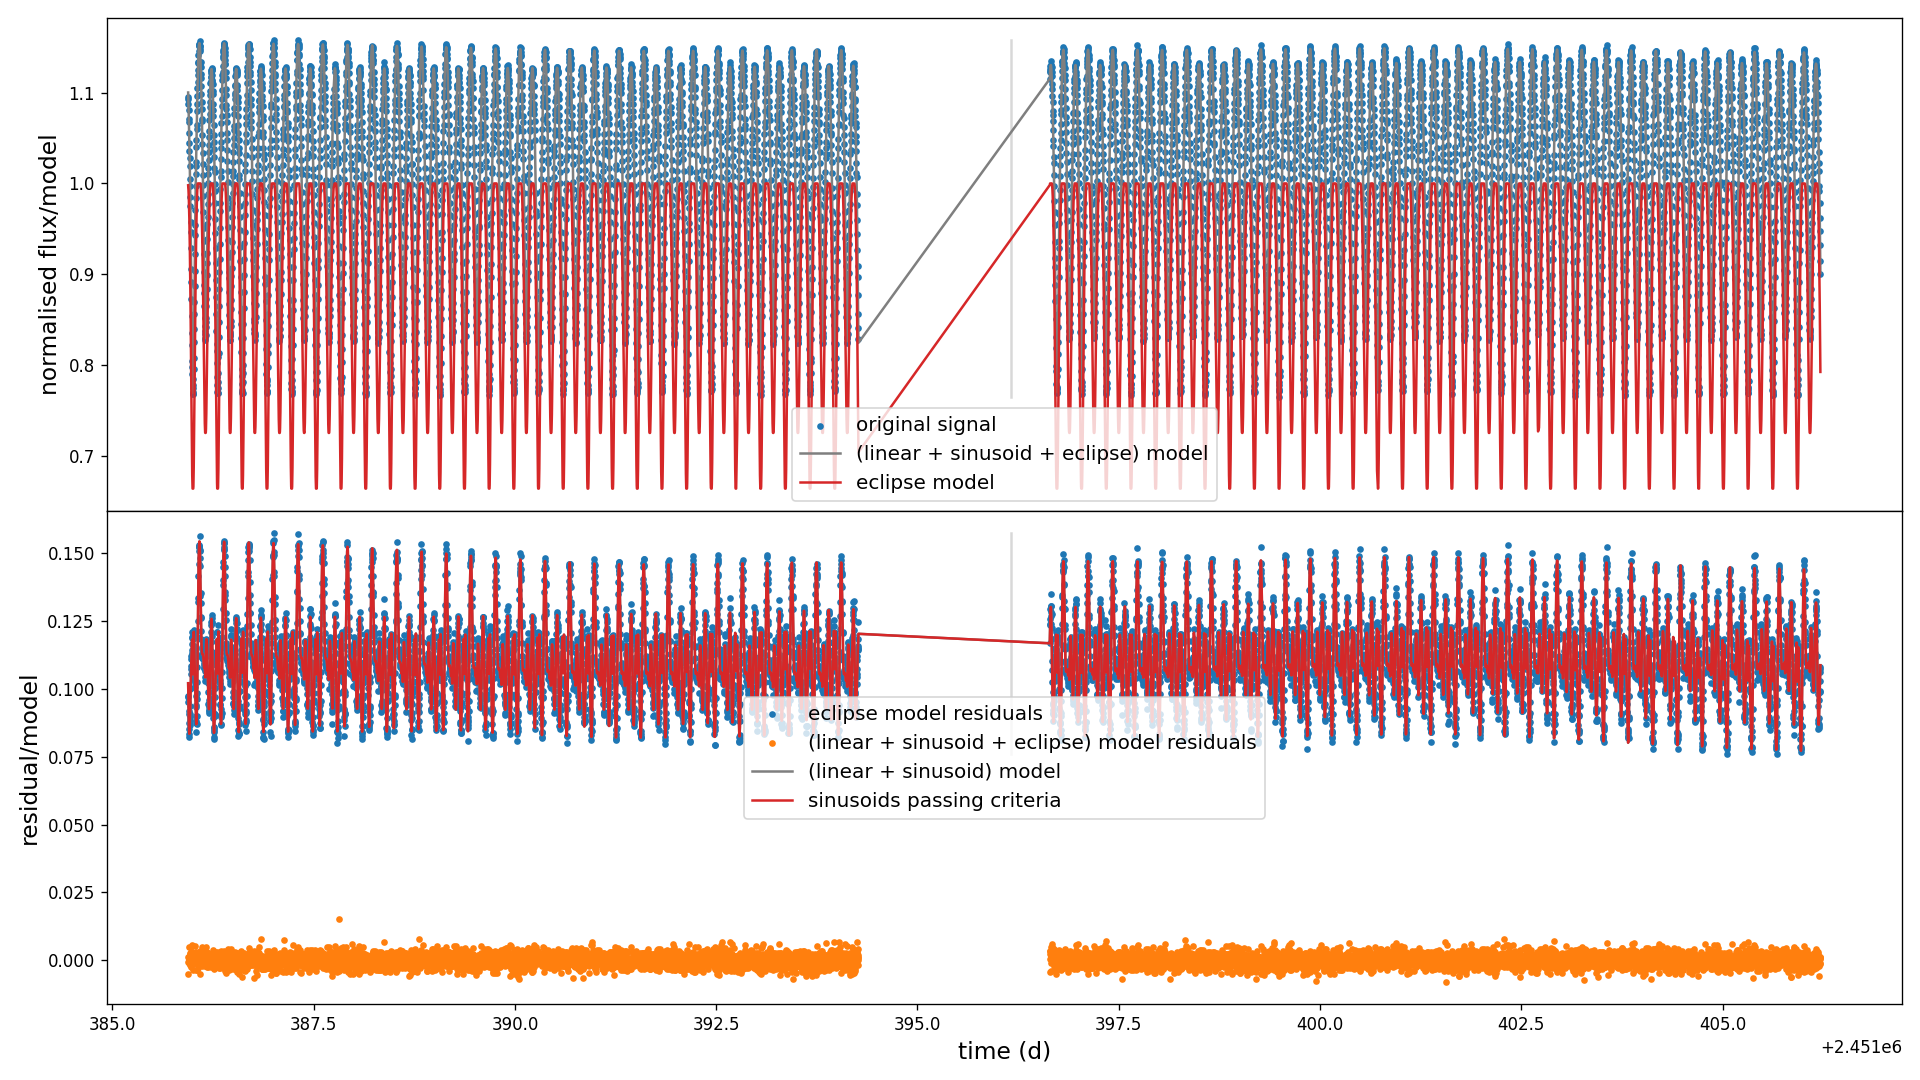 normalised flux/model
1.1
1.0
0.9
0.8
0.7
original signal
(linear + sinusoid + eclipse) model
eclipse model
residual/model
0.150
0.125
0.100
0.075
0.050
0.025
0.000
eclipse model residuals
(linear + sinusoid + eclipse) model residuals
(linear + sinusoid) model
sinusoids passing criteria
385.0 387.5 390.0 392.5 395.0 397.5 400.0 402.5 405.0
time (d)
+2.451e6